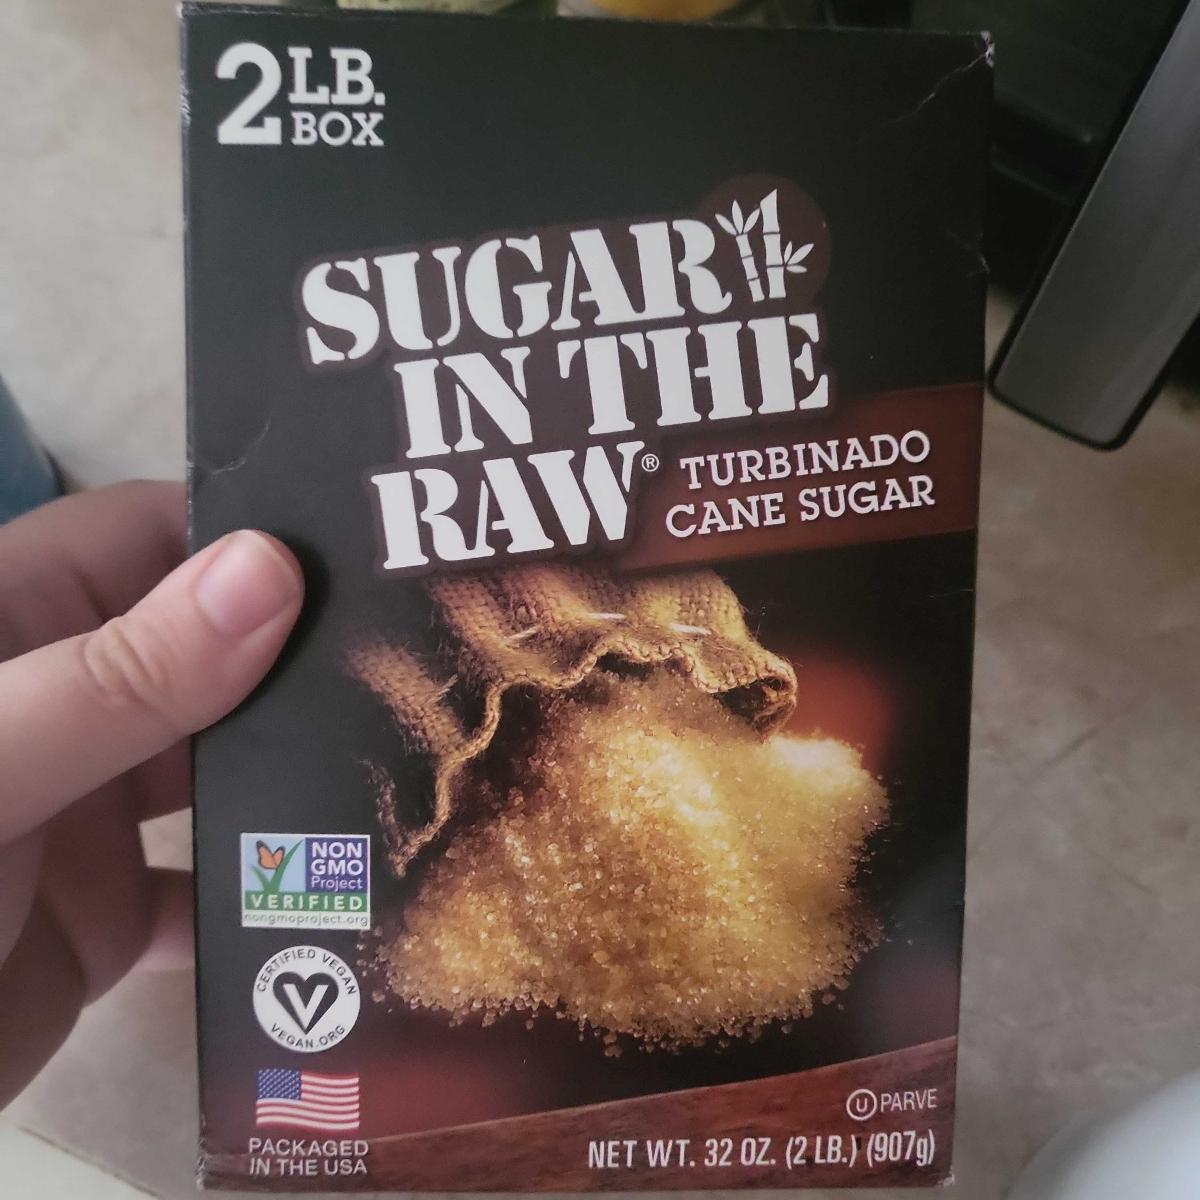 2 LB.
BOX
SUGAR
IN THE
RAW®
TURBINADO
CANE SUGAR
NON
GMO
Project
VERIFIED
nongmoproject.org
CERTIFIED VEGAN
V
VEGAN.ORG
PACKAGED
IN THE USA
U PARVE
NET WT. 32 OZ. (2 LB.) (907g)